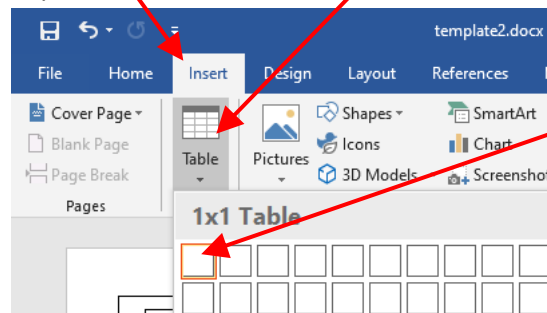 template2.docx
File Home Insert Design Layout References
Cover Page Shapes SmartArt
Blank Page Icons Chart
Table Pictures
Page Break 3D Models Screenshot
Pages
1x1 Table